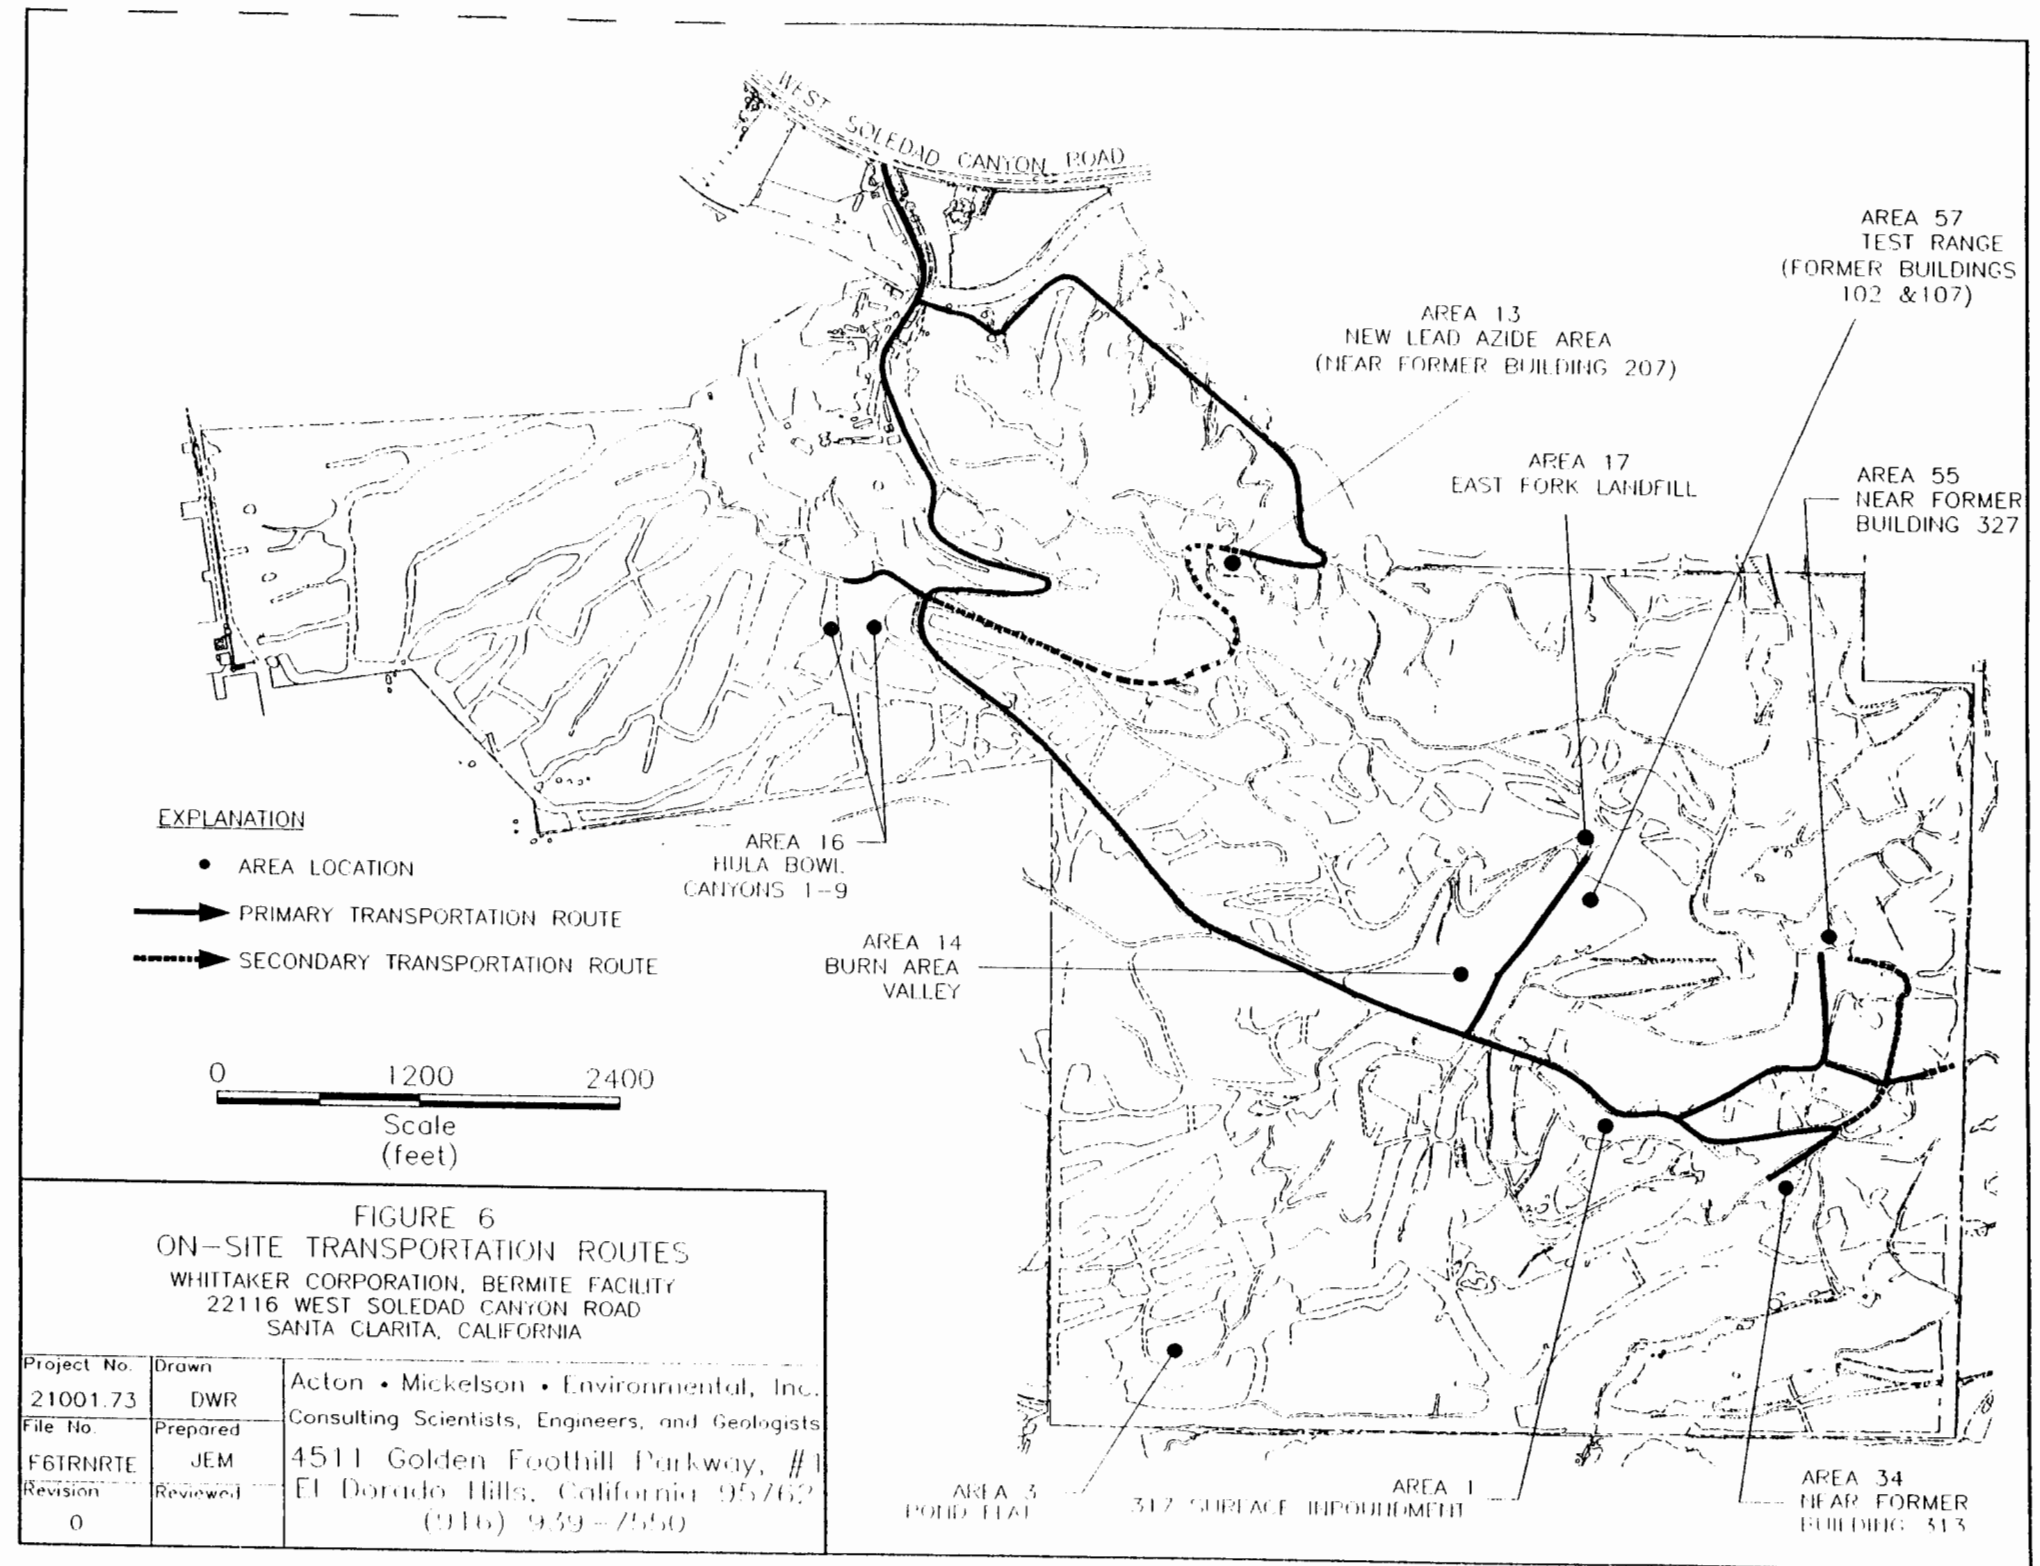 WEST SOLEDAD CANYON ROAD
AREA 57
TEST RANGE
(FORMER BUILDINGS
102 &107)
AREA 13
NEW LEAD AZIDE AREA
(NEAR FORMER BUILDING 207)
AREA 17
EAST FORK LANDFILL
AREA 55
NEAR FORMER
BUILDING 327
EXPLANATION
AREA LOCATION
PRIMARY TRANSPORTATION ROUTE
SECONDARY TRANSPORTATION ROUTE
AREA 16
HULA BOWL
CANYONS 1-9
AREA 14
BURN AREA
VALLEY
0 1200 2400
Scale
(feet)
FIGURE 6
ON-SITE TRANSPORTATION ROUTES
WHITTAKER CORPORATION, BERMITE FACILITY
22116 WEST SOLEDAD CANYON ROAD
SANTA CLARITA, CALIFORNIA
Project No.
21001.73
Drawn
DWR
File No.
F6TRNRTE
Prepared
JEM
Revision
0
Reviewed
Acton • Mickelson • Environmental, Inc.
Consulting Scientists, Engineers, and Geologists
4511 Golden Foothill Parkway, #1
El Dorado Hills, California 95762
(916) 939-7550
AREA 3
POND FLAT
AREA 1
317 SURFACE INPOUNDMENT
AREA 34
NEAR FORMER
BUILDING 313